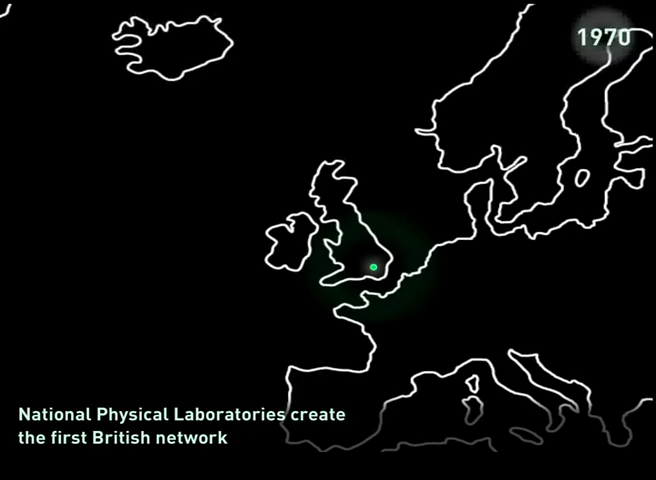 1970
National Physical Laboratories create
the first British network